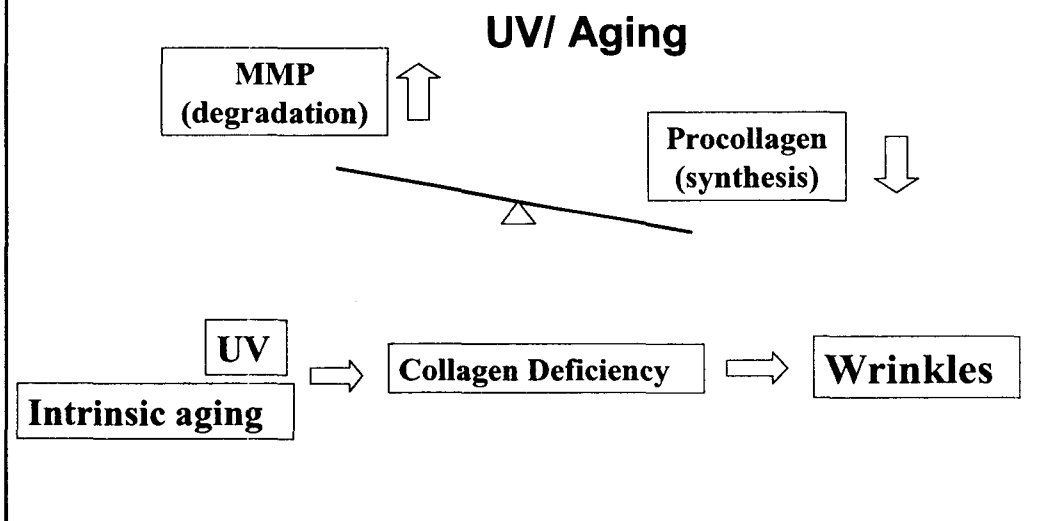 UV/ Aging
MMP
(degradation)
Procollagen
(synthesis)
UV
Intrinsic aging
Collagen Deficiency
Wrinkles